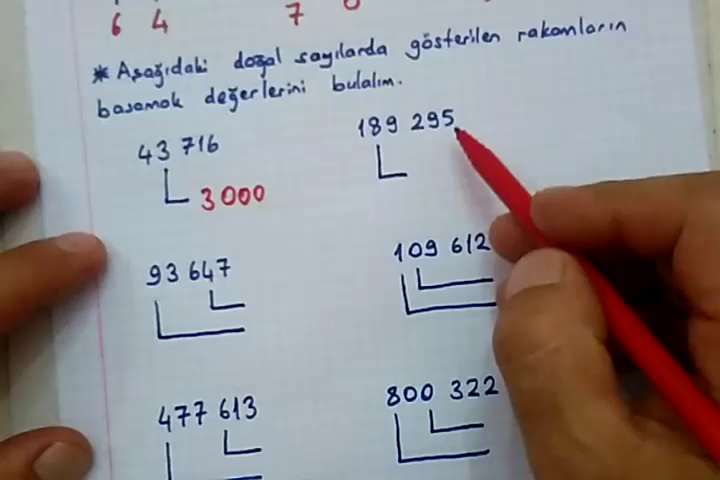 6 4 7
* Aşağıdaki doğal sayılarda gösterilen rakamların
basamak değerlerini bulalım.
43 716
3000
189 295
93 647
109 612
477 613
800 322